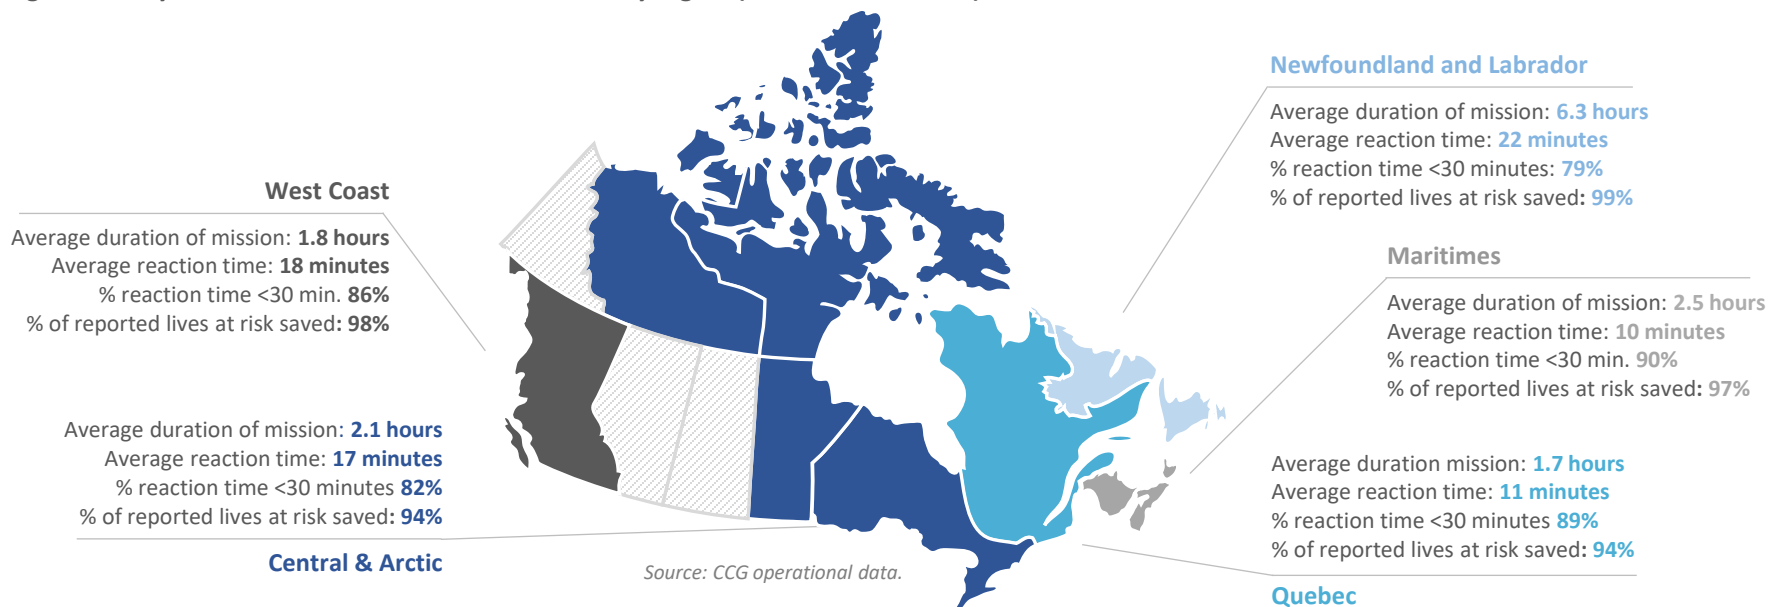 Newfoundland and Labrador
Average duration of mission: 6.3 hours
Average reaction time: 22 minutes
% reaction time <30 minutes: 79%
% of reported lives at risk saved: 99%
West Coast
Average duration of mission: 1.8 hours
Average reaction time: 18 minutes
% reaction time <30 min. 86%
% of reported lives at risk saved: 98%
Maritimes
Average duration of mission: 2.5 hours
Average reaction time: 10 minutes
% reaction time <30 min. 90%
% of reported lives at risk saved: 97%
Average duration of mission: 2.1 hours
Average reaction time: 17 minutes
% reaction time <30 minutes 82%
% of reported lives at risk saved: 94%
Central & Arctic
Average duration mission: 1.7 hours
Average reaction time: 11 minutes
% reaction time <30 minutes 89%
% of reported lives at risk saved: 94%
Quebec
Source: CCG operational data.